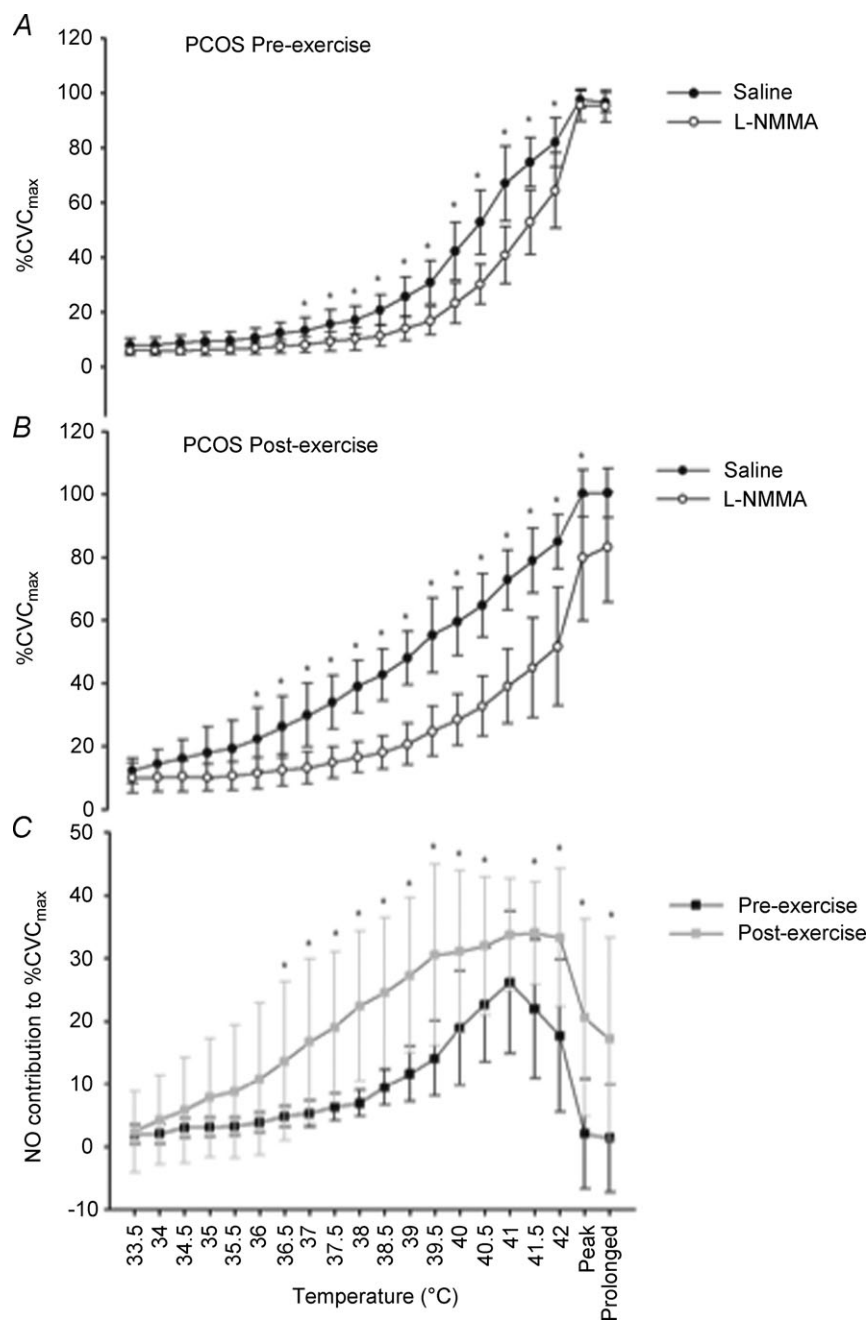 A
PCOS Pre-exercise
120
100
80
60
40
20
0
%CVCmax
Saline
L-NMMA
B
PCOS Post-exercise
120
100
80
60
40
20
0
%CVCmax
Saline
L-NMMA
C
50
40
30
20
10
0
-10
NO contribution to %CVCmax
Pre-exercise
Post-exercise
33.5 34 34.5 35 35.5 36 36.5 37 37.5 38 38.5 39 39.5 40 40.5 41 41.5 42 Peak Prolonged
Temperature (°C)